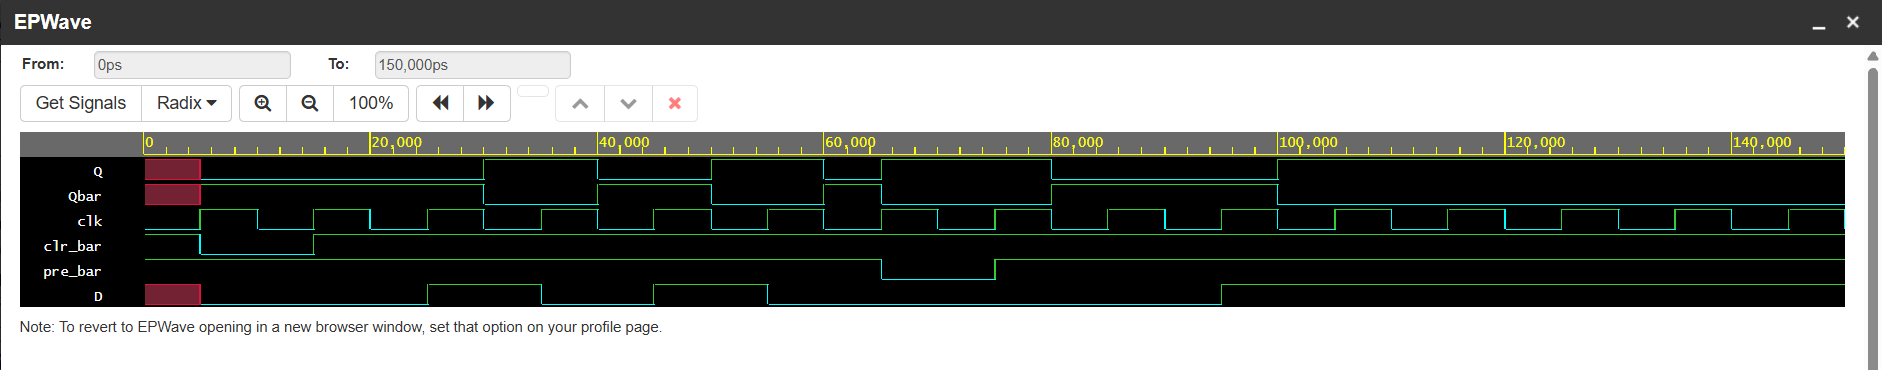 EPWave
From: 0ps To: 150,000ps
Get Signals Radix 100%
0 20,000 40,000 60,000 80,000 100,000 120,000 140,000
Q
Qbar
clk
clr_bar
pre_bar
D
Note: To revert to EPWave opening in a new browser window, set that option on your profile page.